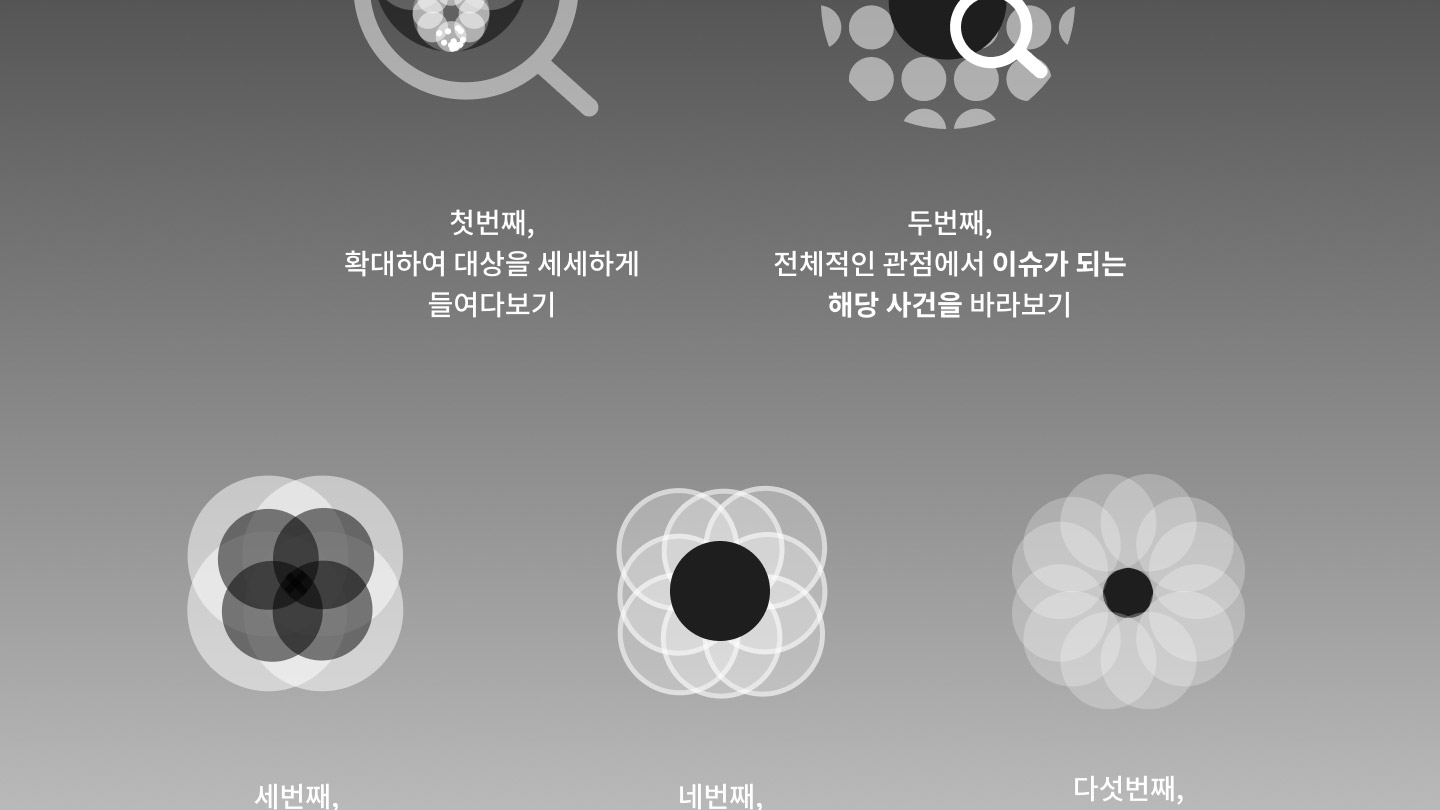 첫번째,
확대하여 대상을 세세하게
들여다보기
두번째,
전체적인 관점에서 이슈가 되는
해당 사건을 바라보기
세번째,
네번째,
다섯번째,